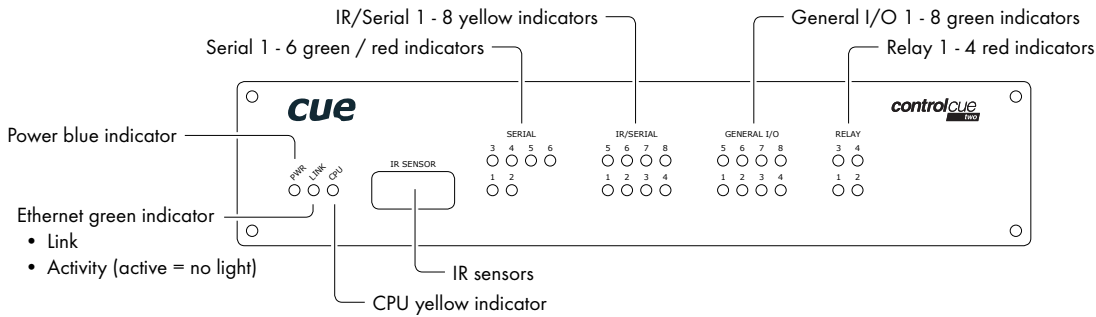 IR/Serial 1 - 8 yellow indicators
General I/O 1 - 8 green indicators
Serial 1 - 6 green / red indicators
Relay 1 - 4 red indicators
cue
controlcue
two
Power blue indicator
SERIAL
IR/SERIAL
GENERAL I/O
RELAY
3 4 5 6
5 6 7 8
5 6 7 8
3 4
PWR
LINK
CPU
IR SENSOR
1 2
1 2 3 4
1 2 3 4
1 2
Ethernet green indicator
• Link
• Activity (active = no light)
IR sensors
CPU yellow indicator